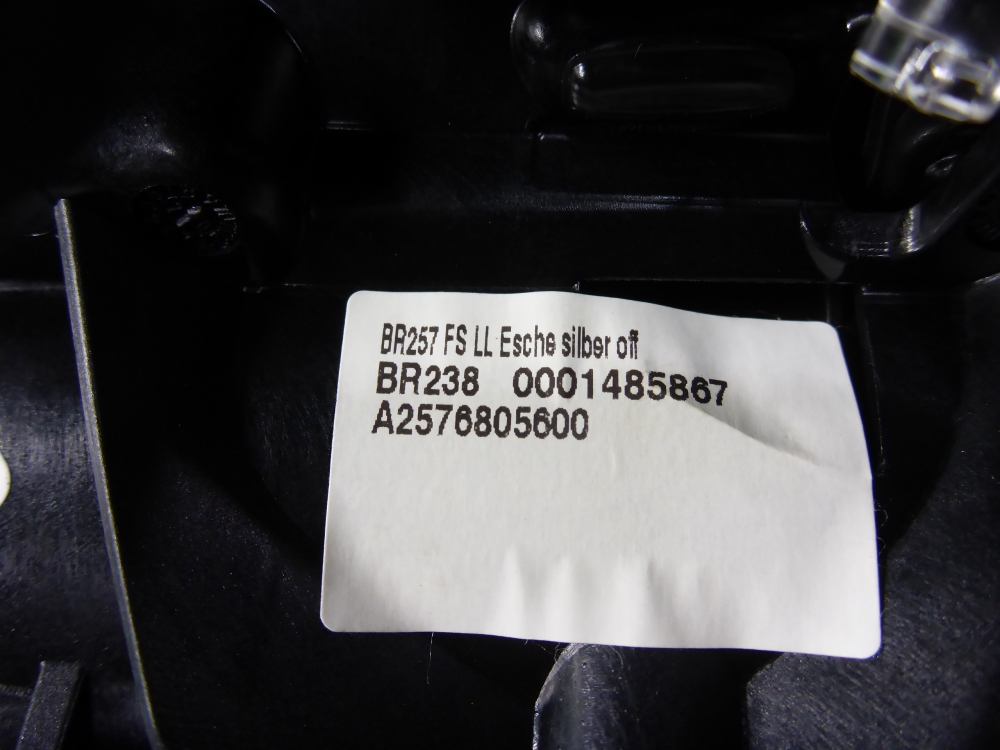 BR257 FS LL Esche silber off
BR238 0001485867
A2576805600